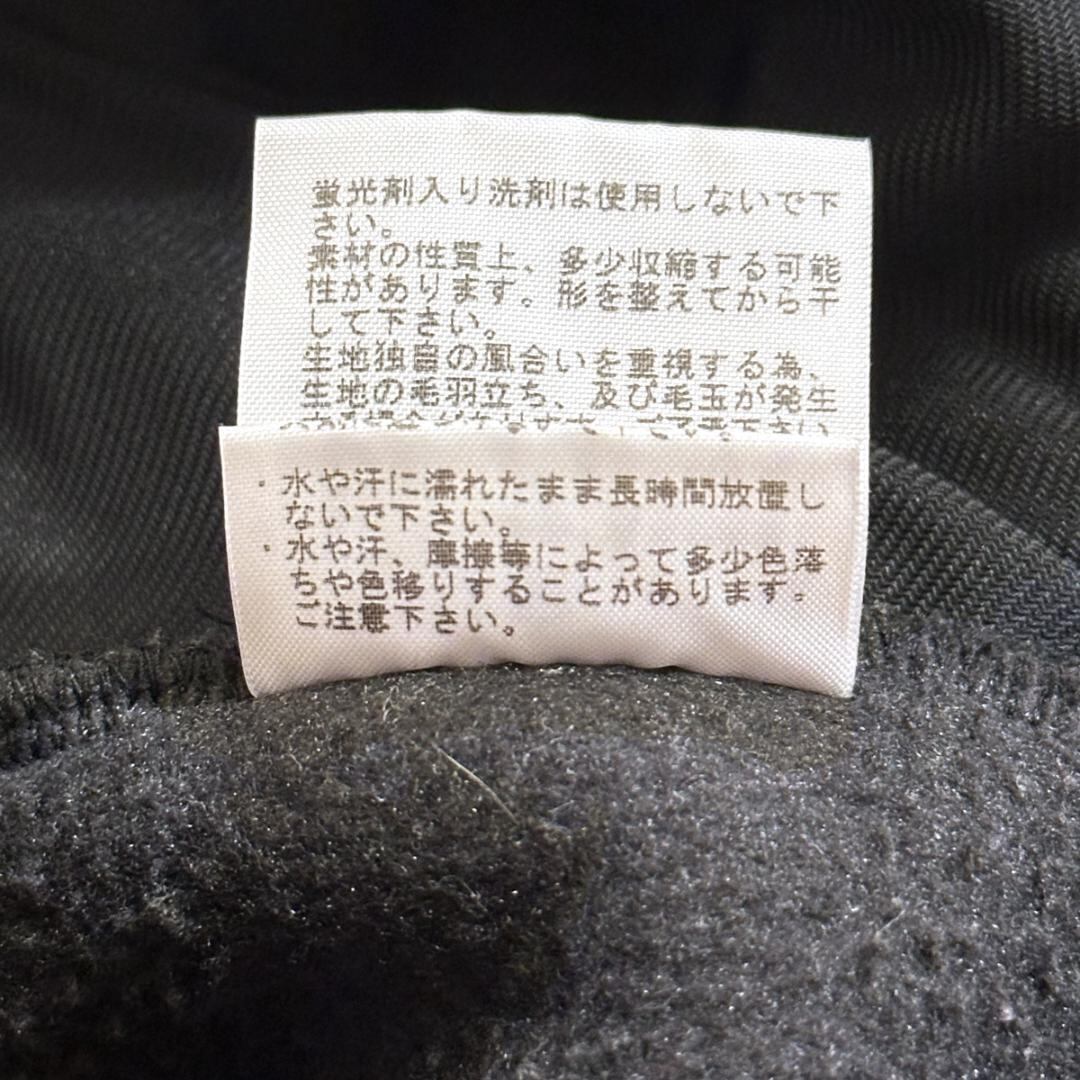 蛍光剤入り洗剤は使用しないで下
さい。
素材の性質上、多少収縮する可能
性があります。形を整えてから干
して下さい。
生地独自の風合いを重視する為、
生地の毛羽立ち、及び毛玉が発生
・水や汗に濡れたまま長時間放置し
ないで下さい。
・水や汗、摩擦等によって多少色落
ちや色移りすることがあります。
ご注意下さい。